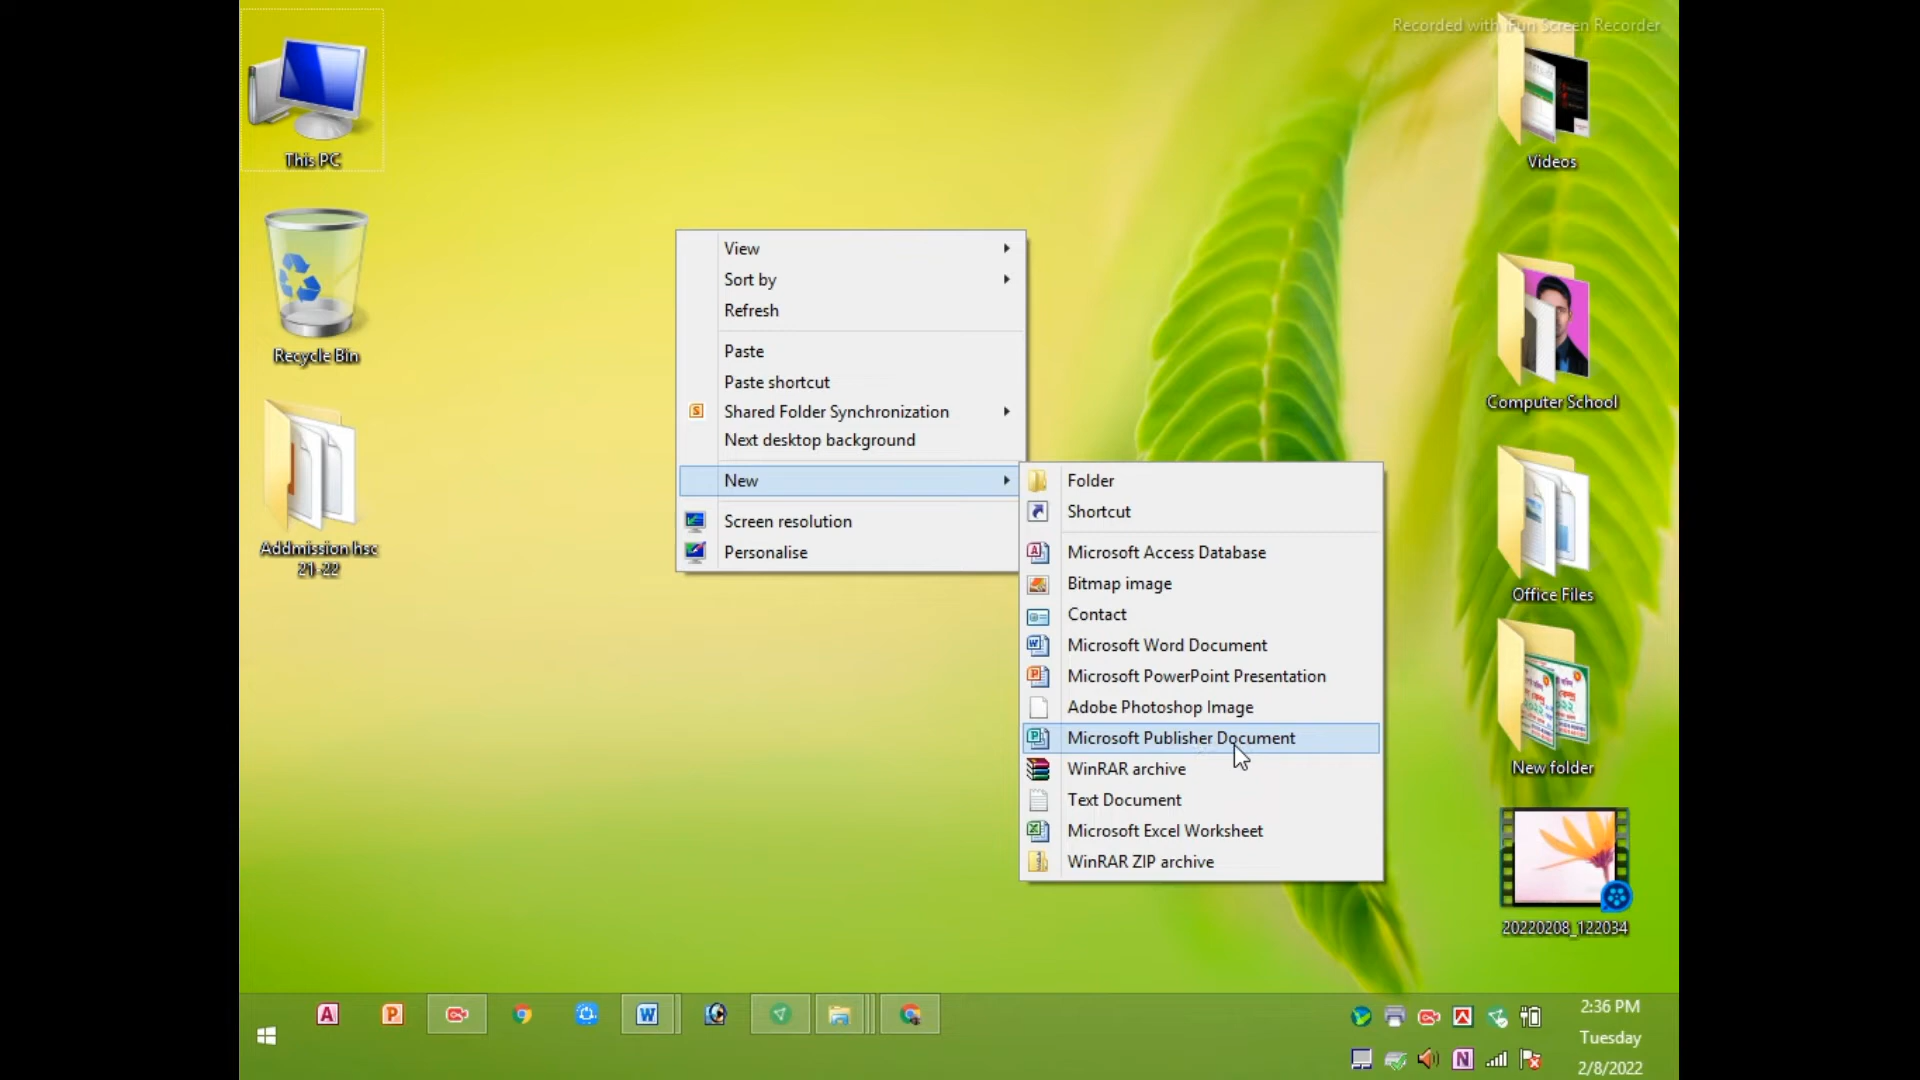 Recorded with iFun Screen Recorder
This PC
Recycle Bin
Addmission hsc
21-22
View
Sort by
Refresh
Paste
Paste shortcut
Shared Folder Synchronization
Next desktop background
New
Screen resolution
Personalise
Folder
Shortcut
Microsoft Access Database
Bitmap image
Contact
Microsoft Word Document
Microsoft PowerPoint Presentation
Adobe Photoshop Image
Microsoft Publisher Document
WinRAR archive
Text Document
Microsoft Excel Worksheet
WinRAR ZIP archive
Videos
Computer School
Office Files
New folder
20220208_122034
2:36 PM
Tuesday
2/8/2022